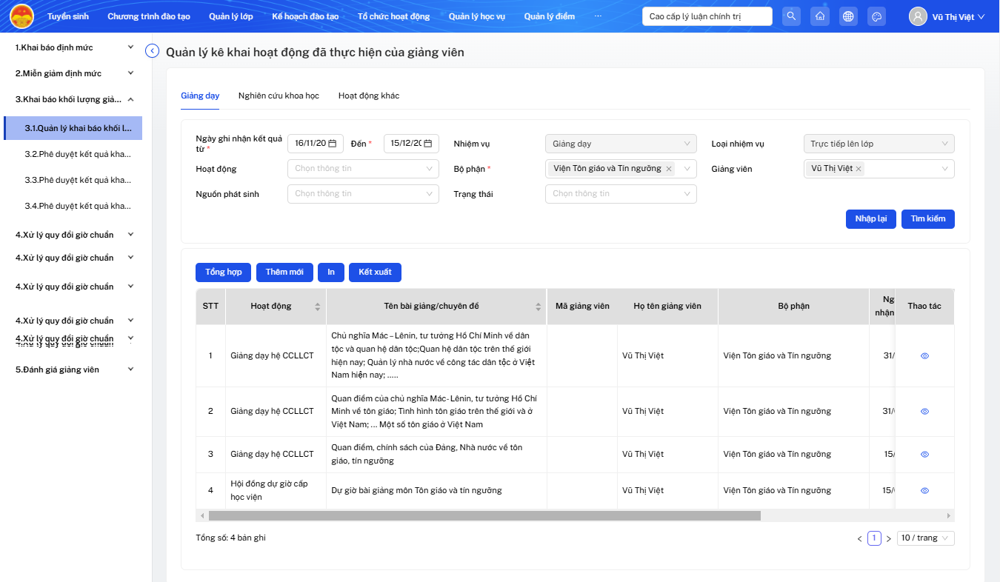 Tuyển sinh Chương trình đào tạo Quản lý lớp Kế hoạch đào tạo Tổ chức hoạt động Quản lý học vụ Quản lý điểm ... Cao cấp lý luận chính trị Vũ Thị Việt
1.Khai báo định mức
2.Miễn giảm định mức
3.Khai báo khối lượng giả...
3.1.Quản lý khai báo khối l...
3.2.Phê duyệt kết quả kha...
3.3.Phê duyệt kết quả kha...
3.4.Phê duyệt kết quả kha...
4.Xử lý quy đổi giờ chuẩn
4.Xử lý quy đổi giờ chuẩn
4.Xử lý quy đổi giờ chuẩn
4.Xử lý quy đổi giờ chuẩn
4.Xử lý quy đổi giờ chuẩn
5.Đánh giá giảng viên
Quản lý kê khai hoạt động đã thực hiện của giảng viên
Giảng dạy Nghiên cứu khoa học Hoạt động khác
Ngày ghi nhận kết quả
từ * 16/11/20 Đến * 15/12/20 Nhiệm vụ Giảng dạy Loại nhiệm vụ Trực tiếp lên lớp
Hoạt động Chọn thông tin Bộ phận * Viện Tôn giáo và Tín ngưỡng Giảng viên Vũ Thị Việt
Nguồn phát sinh Chọn thông tin Trạng thái Chọn thông tin
Nhập lại Tìm kiếm
Tổng hợp Thêm mới In Kết xuất
STT Hoạt động Tên bài giảng/chuyên đề Mã giảng viên Họ tên giảng viên Bộ phận Ng
nhận Thao tác
1 Giảng dạy hệ CCLLCT Chủ nghĩa Mác – Lênin, tư tưởng Hồ Chí Minh về dân
tộc và quan hệ dân tộc;Quan hệ dân tộc trên thế giới
hiện nay; Quản lý nhà nước về công tác dân tộc ở Việt
Nam hiện nay; ..... Vũ Thị Việt Viện Tôn giáo và Tín ngưỡng 31/
2 Giảng dạy hệ CCLLCT Quan điểm của chủ nghĩa Mác- Lênin, tư tưởng Hồ Chí
Minh về tôn giáo; Tình hình tôn giáo trên thế giới và ở
Việt Nam; ... Một số tôn giáo ở Việt Nam Vũ Thị Việt Viện Tôn giáo và Tín ngưỡng 31/
3 Giảng dạy hệ CCLLCT Quan điểm, chính sách của Đảng, Nhà nước về tôn
giáo, tín ngưỡng Vũ Thị Việt Viện Tôn giáo và Tín ngưỡng 15/
4 Hội đồng dự giờ cấp
học viện Dự giờ bài giảng môn Tôn giáo và tín ngưỡng Vũ Thị Việt Viện Tôn giáo và Tín ngưỡng 15/
Tổng số: 4 bản ghi 1 10 / trang